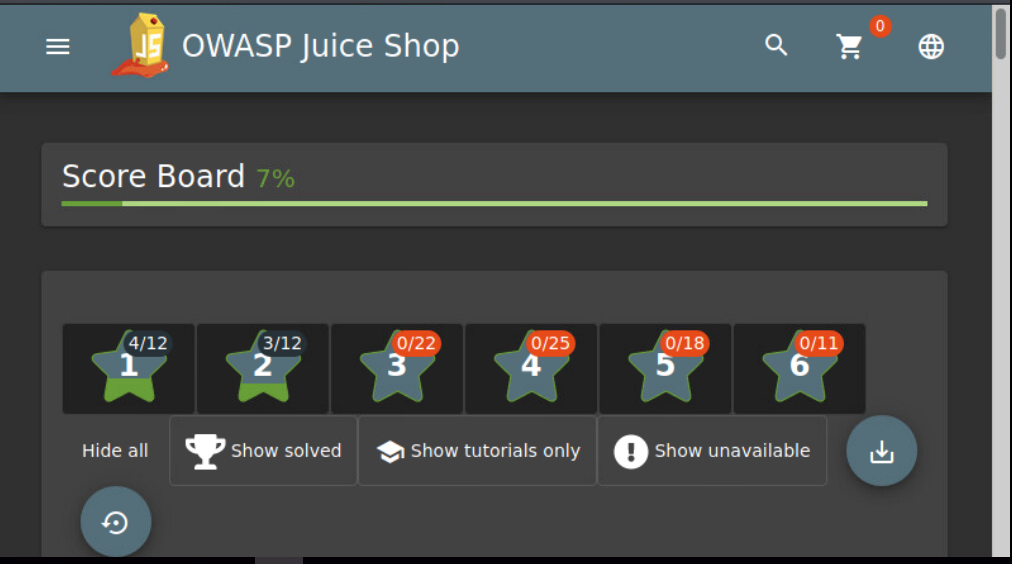 JS OWASP Juice Shop 0
Score Board 7%
4/12 3/12 0/22 0/25 0/18 0/11
1 2 3 4 5 6
Hide all Show solved Show tutorials only Show unavailable